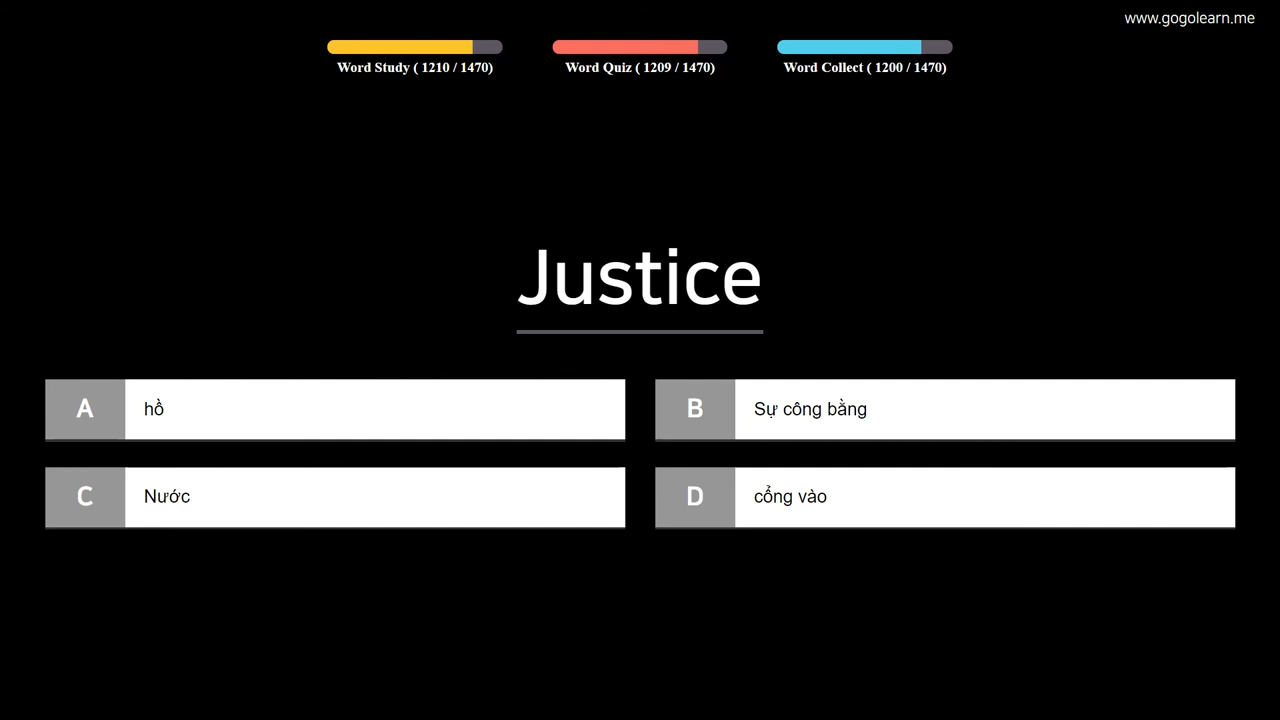 www.gogolearn.me
Word Study ( 1210 / 1470)
Word Quiz ( 1209 / 1470)
Word Collect ( 1200 / 1470)
Justice
A hồ
B Sự công bằng
C Nước
D cổng vào